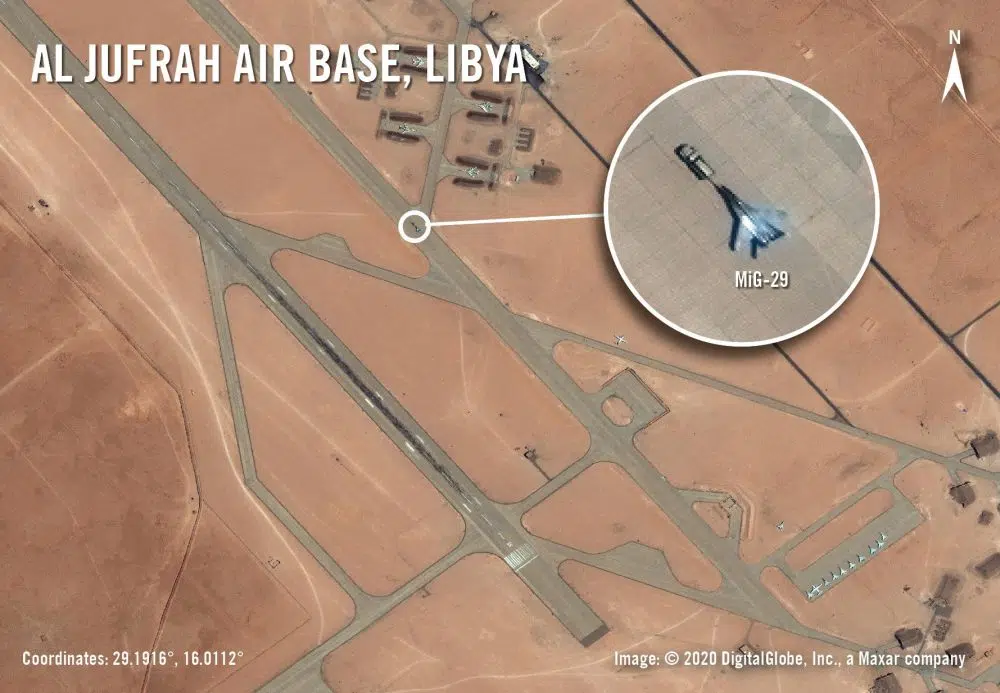 AL JUFRAH AIR BASE, LIBYA
N
MiG-29
Coordinates: 29.1916°, 16.0112°
Image: © 2020 DigitalGlobe, Inc., a Maxar company